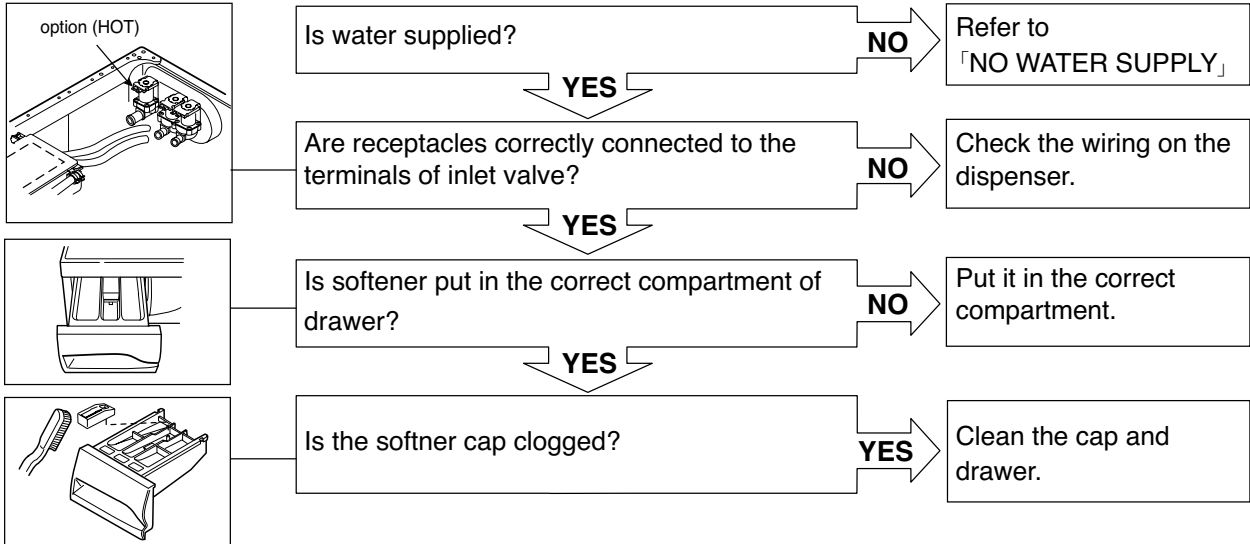 option (HOT)
Is water supplied?
NO
Refer to
「NO WATER SUPPLY」
YES
Are receptacles correctly connected to the
terminals of inlet valve?
NO
Check the wiring on the
dispenser.
YES
Is softener put in the correct compartment of
drawer?
NO
Put it in the correct
compartment.
YES
Is the softner cap clogged?
YES
Clean the cap and
drawer.